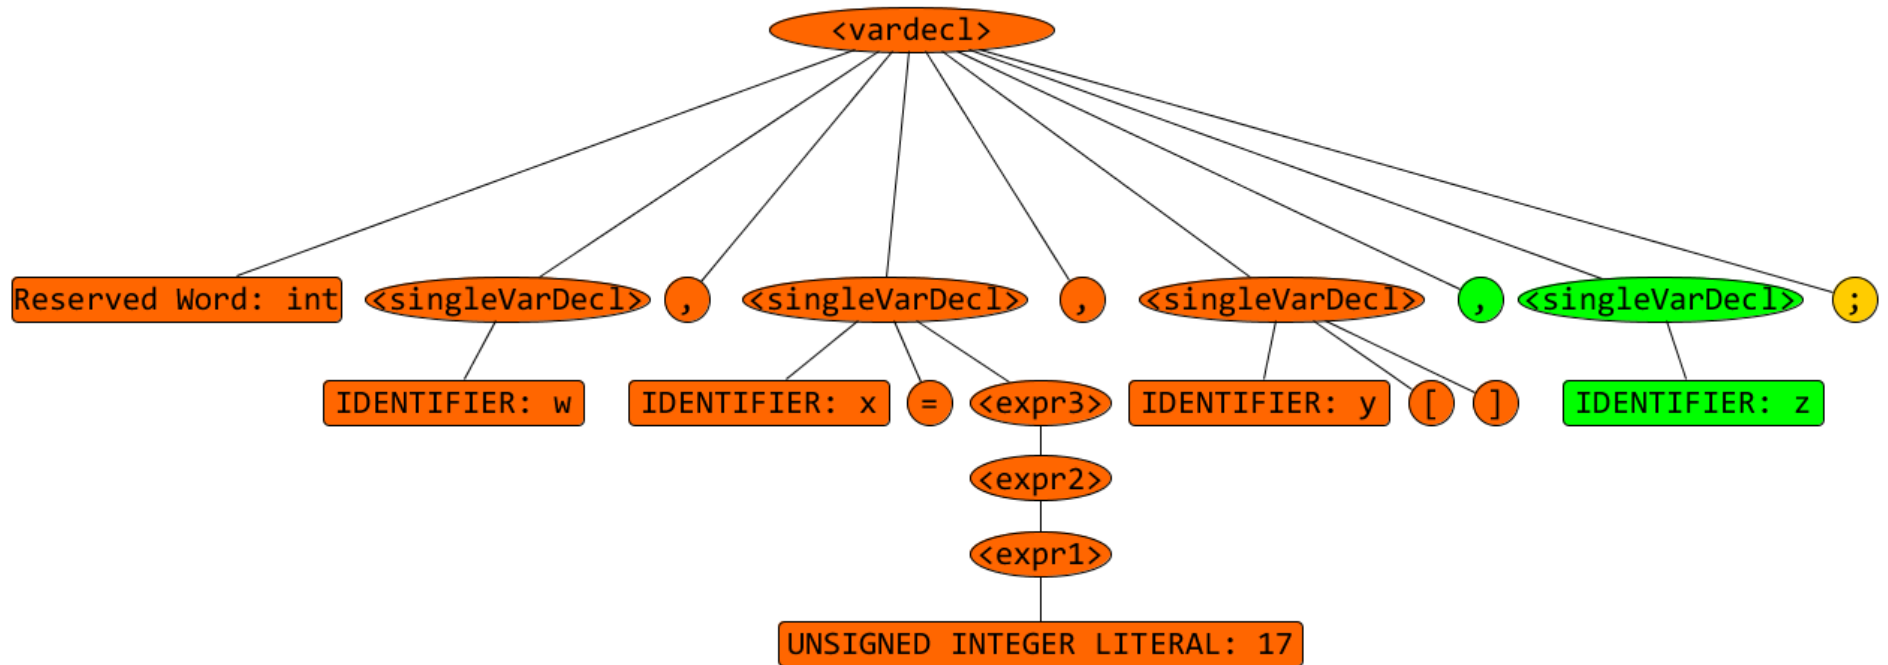 <vardecl>
Reserved Word: int <singleVarDecl> , <singleVarDecl> , <singleVarDecl> , <singleVarDecl> ;
IDENTIFIER: w IDENTIFIER: x = <expr3> IDENTIFIER: y [ ] IDENTIFIER: z
<expr2>
<expr1>
UNSIGNED INTEGER LITERAL: 17